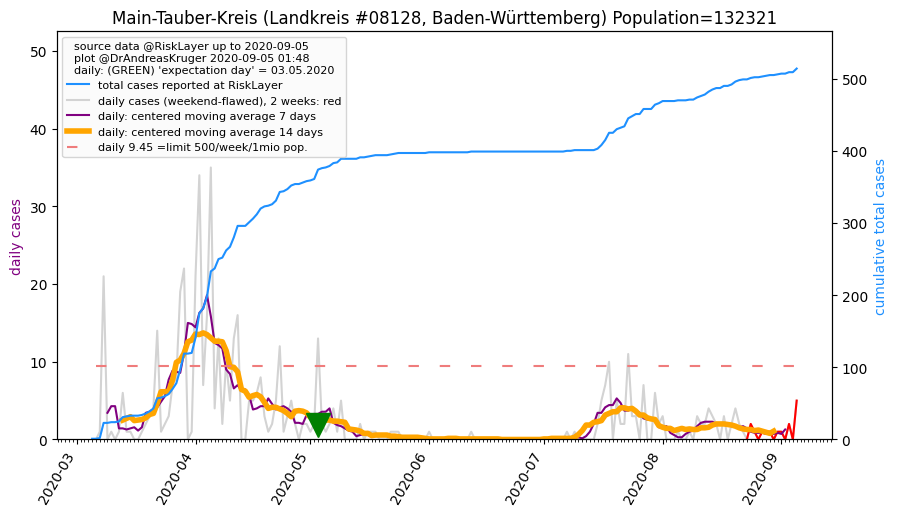 Main-Tauber-Kreis (Landkreis #08128, Baden-Württemberg) Population=132321
source data @RiskLayer up to 2020-09-05
plot @DrAndreasKruger 2020-09-05 01:48
daily: (GREEN) 'expectation day' = 03.05.2020
total cases reported at RiskLayer
daily cases (weekend-flawed), 2 weeks: red
daily: centered moving average 7 days
daily: centered moving average 14 days
daily 9.45 =limit 500/week/1mio pop.
daily cases
50
40
30
20
10
0
cumulative total cases
500
400
300
200
100
0
2020-03
2020-04
2020-05
2020-06
2020-07
2020-08
2020-09